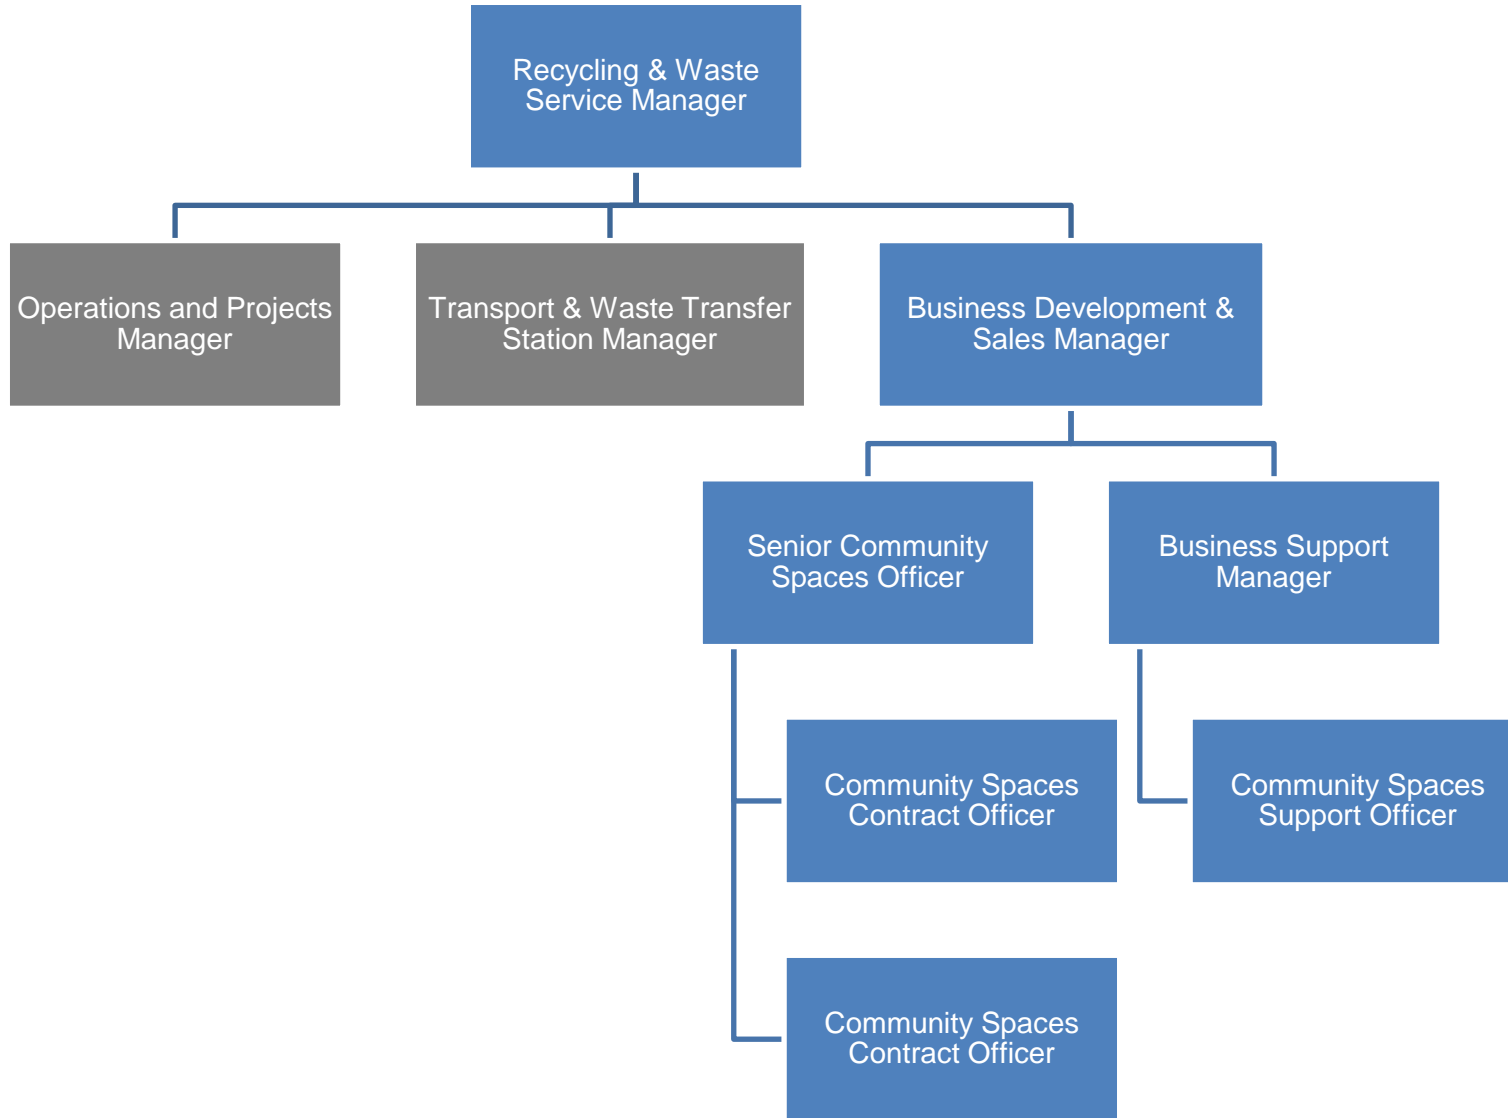 Recycling & Waste
Service Manager
Operations and Projects
Manager
Transport & Waste Transfer
Station Manager
Business Development &
Sales Manager
Senior Community
Spaces Officer
Business Support
Manager
Community Spaces
Contract Officer
Community Spaces
Support Officer
Community Spaces
Contract Officer